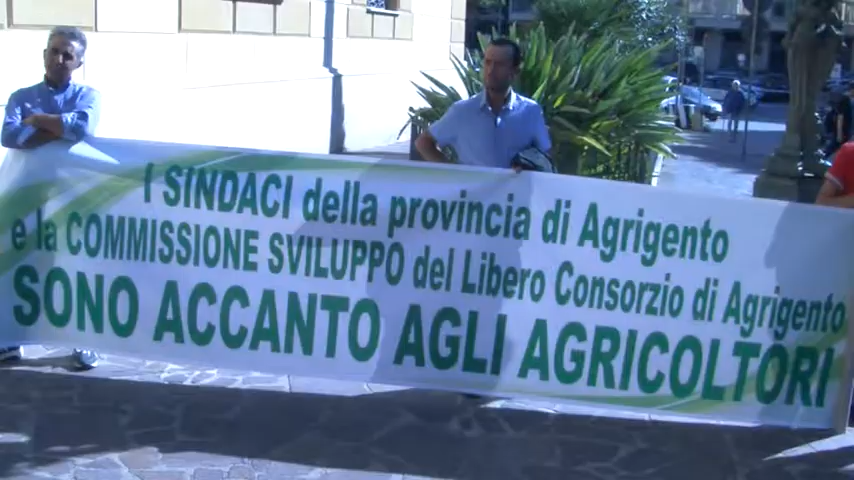 I SINDACI della provincia di Agrigento
e la COMMISSIONE SVILUPPO del Libero Consorzio di Agrigento
SONO ACCANTO AGLI AGRICOLTORI